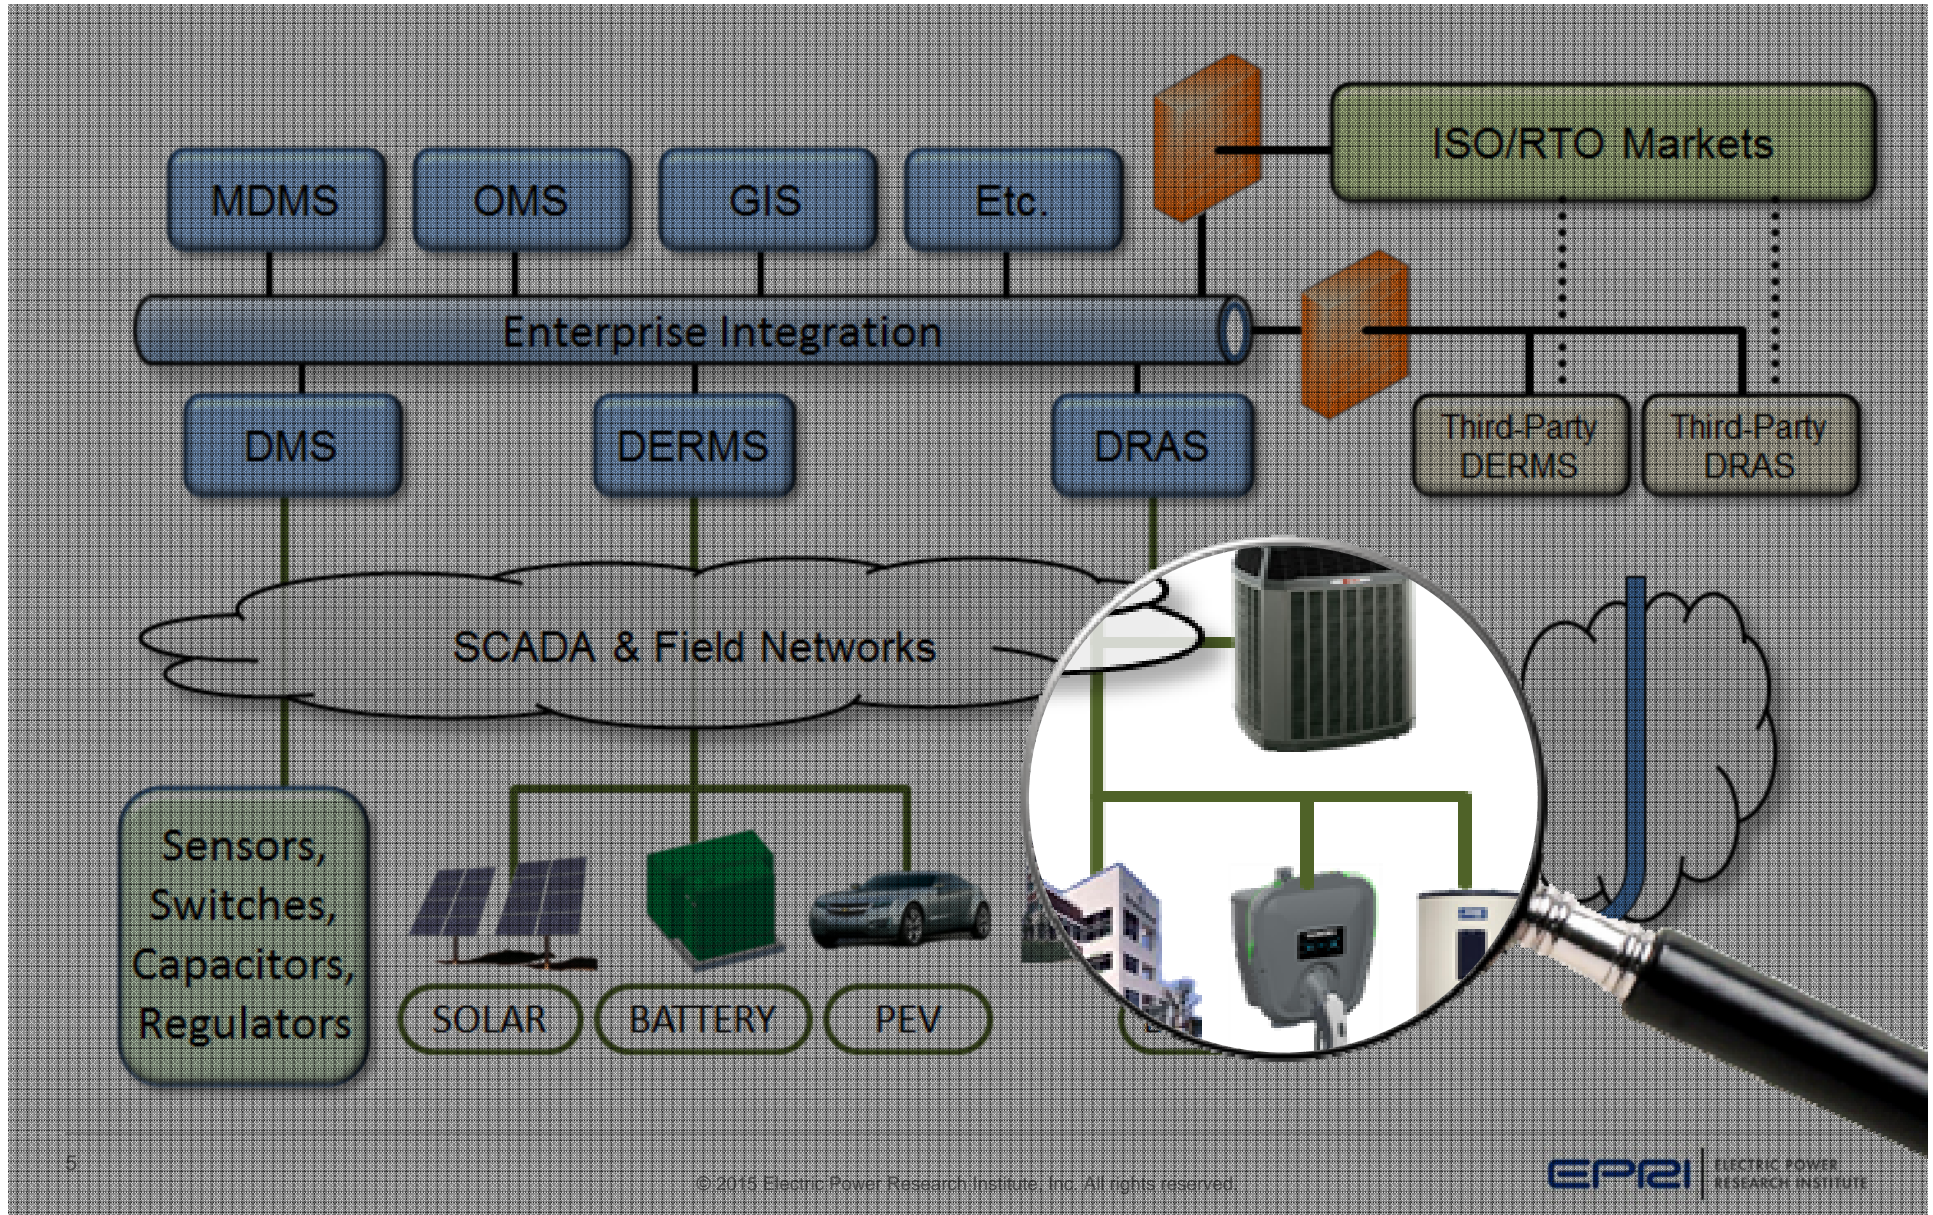 ISO/RTO Markets
MDMS
OMS
GIS
Etc.
Enterprise Integration
DMS
DERMS
DRAS
Third-Party
DERMS
Third-Party
DRAS
SCADA & Field Networks
Sensors,
Switches,
Capacitors,
Regulators
SOLAR
BATTERY
PEV
5
© 2015 Electric Power Research Institute, Inc. All rights reserved.
EPRI
ELECTRIC POWER
RESEARCH INSTITUTE